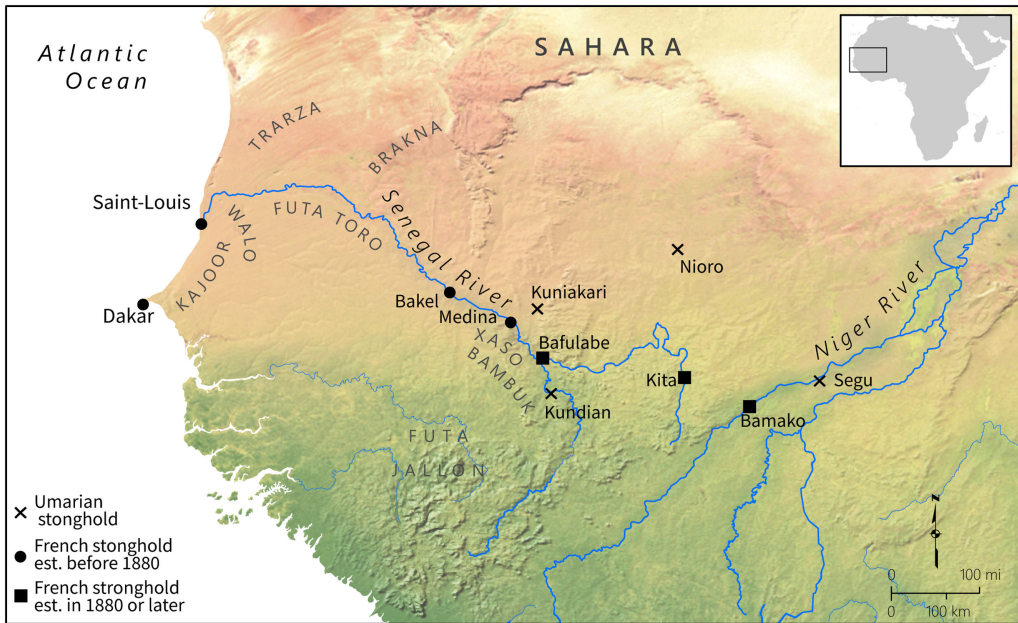 Atlantic
Ocean
SAHARA
TRARZA
BRAKNA
Saint-Louis
WALO
FUTA TORO
Senegal River
KAJOOR
Dakar
Bakel
Medina
Kuniakari
Nioro
Niger River
XASO
BAMBUK
Bafulabe
Kita
Segu
Kundian
Bamako
FUTA
JALLON
Umarian
stonghold
French stonghold
est. before 1880
French stronghold
est. in 1880 or later
N
0 100 mi
0 100 km